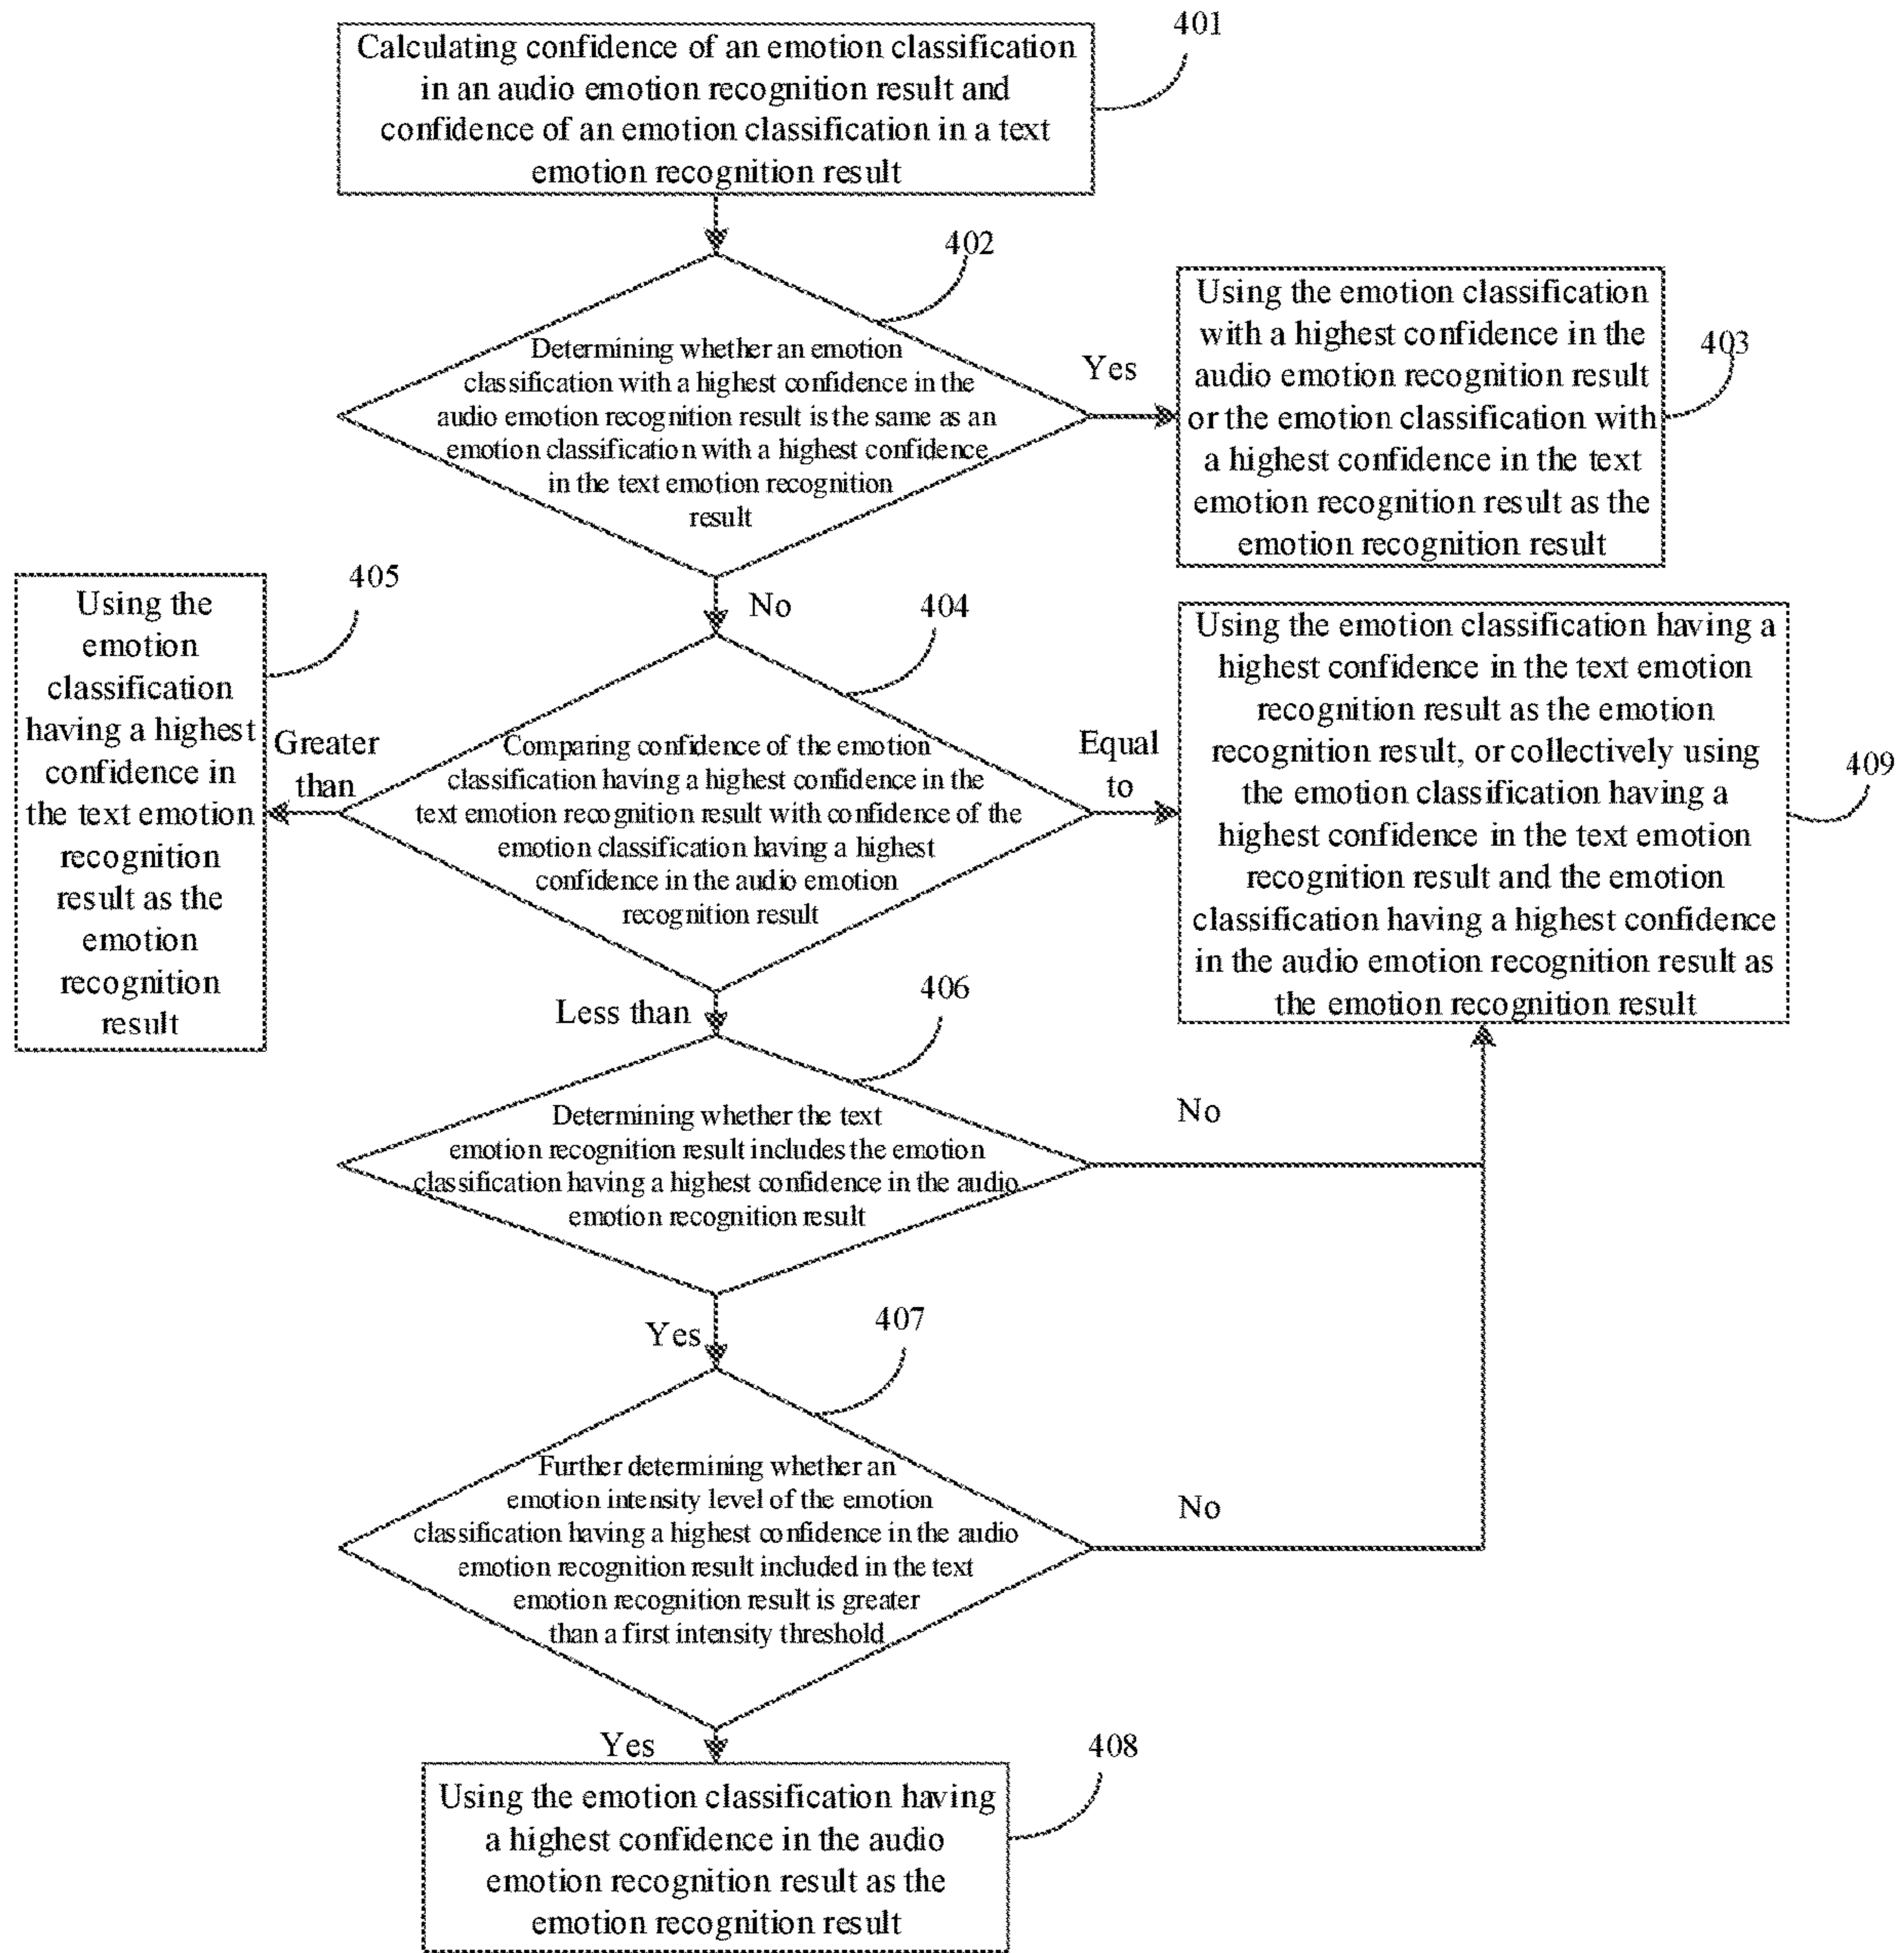 401
Calculating confidence of an emotion classification
in an audio emotion recognition result and
confidence of an emotion classification in a text
emotion recognition result
402
Determining whether an emotion
classification with a highest confidence in the
audio emotion recognition result is the same as an
emotion classification with a highest confidence
in the text emotion recognition
result
Yes
Using the emotion classification
with a highest confidence in the
audio emotion recognition result
or the emotion classification with
a highest confidence in the text
emotion recognition result as the
emotion recognition result
403
No
404
Comparing confidence of the emotion
classification having a highest confidence in the
text emotion recognition result with confidence of the
emotion classification having a highest
confidence in the audio emotion
recognition result
405
Using the
emotion
classification
having a highest
confidence in
the text emotion
recognition
result as the
emotion
recognition
result
Greater
than
Equal
to
Using the emotion classification having a
highest confidence in the text emotion
recognition result as the emotion
recognition result, or collectively using
the emotion classification having a
highest confidence in the text emotion
recognition result and the emotion
classification having a highest confidence
in the audio emotion recognition result as
the emotion recognition result
409
Less than
406
Determining whether the text
emotion recognition result includes the emotion
classification having a highest confidence in the audio
emotion recognition result
No
Yes
407
Further determining whether an
emotion intensity level of the emotion
classification having a highest confidence in the audio
emotion recognition result included in the text
emotion recognition result is greater
than a first intensity threshold
No
Yes
408
Using the emotion classification having
a highest confidence in the audio
emotion recognition result as the
emotion recognition result